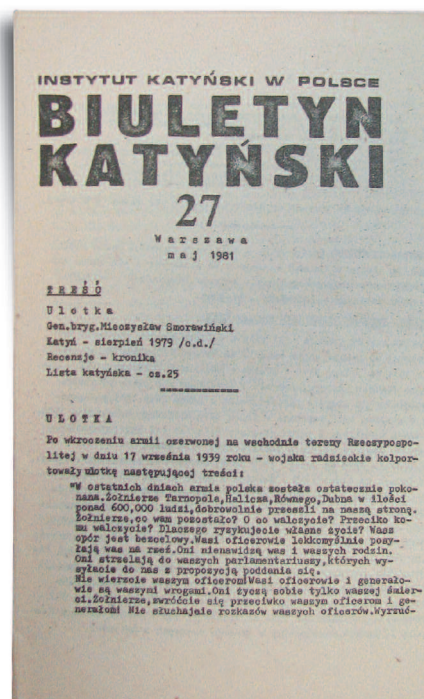 INSTYTUT KATYŃSKI W POLSCE
BIULETYN
KATYŃSKI
27
Warszawa
maj 1981
TREŚĆ
Ulotka
Gen.bryg.Mieczysław Smorawiński
Katyń - sierpień 1979 /c.d./
Recenzje - kronika
Lista katyńska - cz.25
ULOTKA
Po wkroczeniu armii czerwonej na wschodnie tereny Rzeczypospo-
litej w dniu 17 września 1939 roku - wojska radzieckie kolpor-
towały ulotkę następującej treści:
"W ostatnich dniach armia polska została ostatecznie poko-
nana.Żołnierze Tarnopola,Halicza,Równego,Dubna w ilości
ponad 600,000 ludzi,dobrowolnie przeszli na naszą stronę.
Żołnierze,co wam pozostało? O co walczycie? Przeciko ko-
mu walczycie? Dlaczego ryzykujecie własne życie? Wasz
opór jest bezcelowy.Wasi oficerowie lekkomyślnie posy-
łają was na rzeź.Oni nienawidzą was i waszych rodzin.
Oni strzelają do waszych parlamentariuszy,których wy-
syłacie do nas z propozycją poddania się.
Nie wierzcie waszym oficerom!Wasi oficerowie i generało-
wie są waszymi wrogami.Oni życzą sobie tylko waszej śmier-
ci.Żołnierze,zwróćcie się przeciwko waszym oficerom i ge-
nerałom! Nie słuchajcie rozkazów waszych oficerów.Wyrzuć-